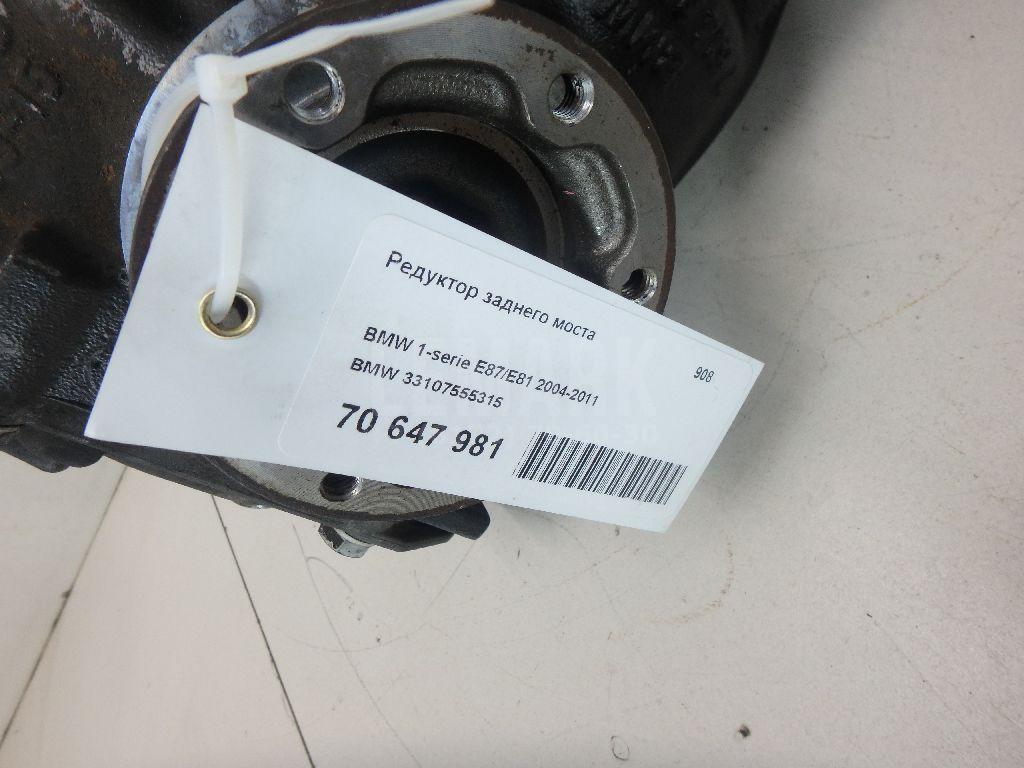 Редуктор заднего моста
908
BMW 1-serie E87/E81 2004-2011
BMW 33107555315
70 647 981